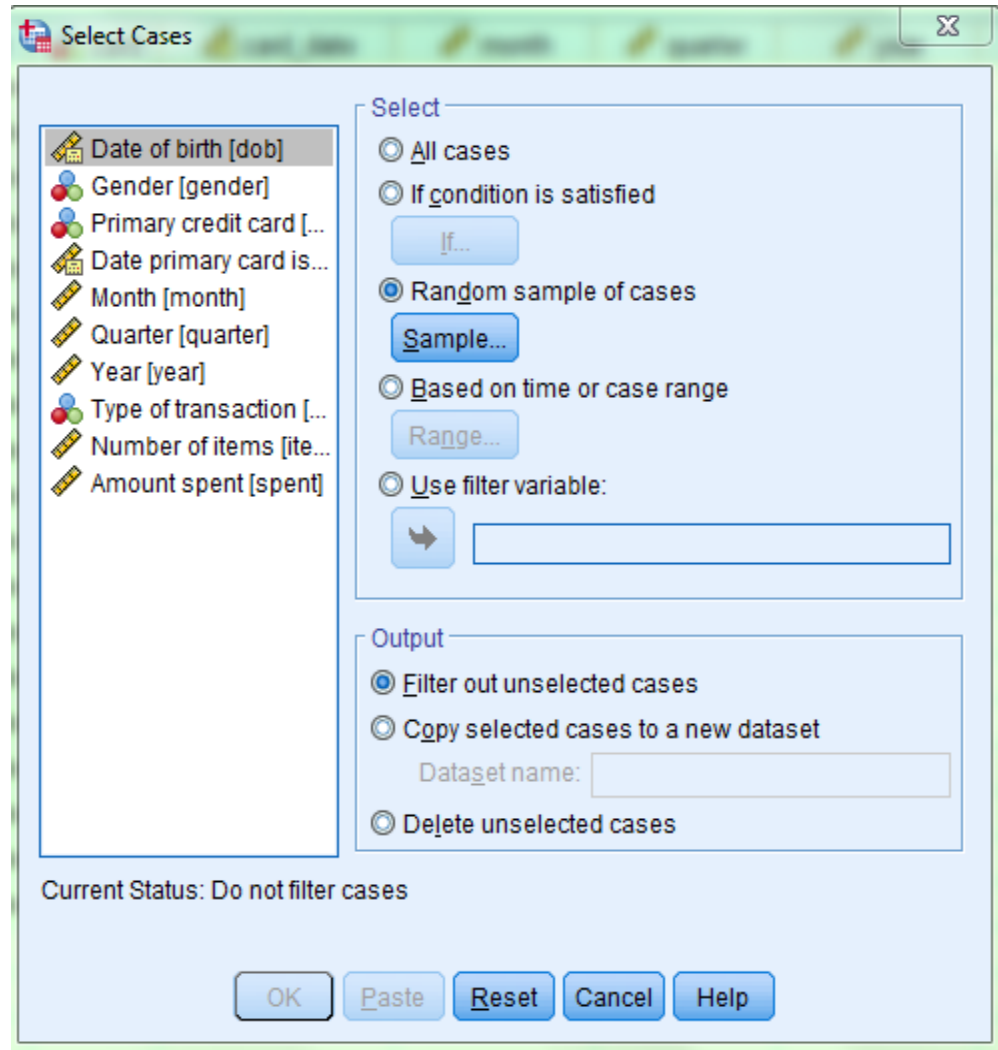 Select Cases
card_date month quarter
Date of birth [dob]
Gender [gender]
Primary credit card [...
Date primary card is...
Month [month]
Quarter [quarter]
Year [year]
Type of transaction [...
Number of items [ite...
Amount spent [spent]
Select
All cases
If condition is satisfied
If...
Random sample of cases
Sample...
Based on time or case range
Range...
Use filter variable:
Output
Filter out unselected cases
Copy selected cases to a new dataset
Dataset name:
Delete unselected cases
Current Status: Do not filter cases
OK Paste Reset Cancel Help